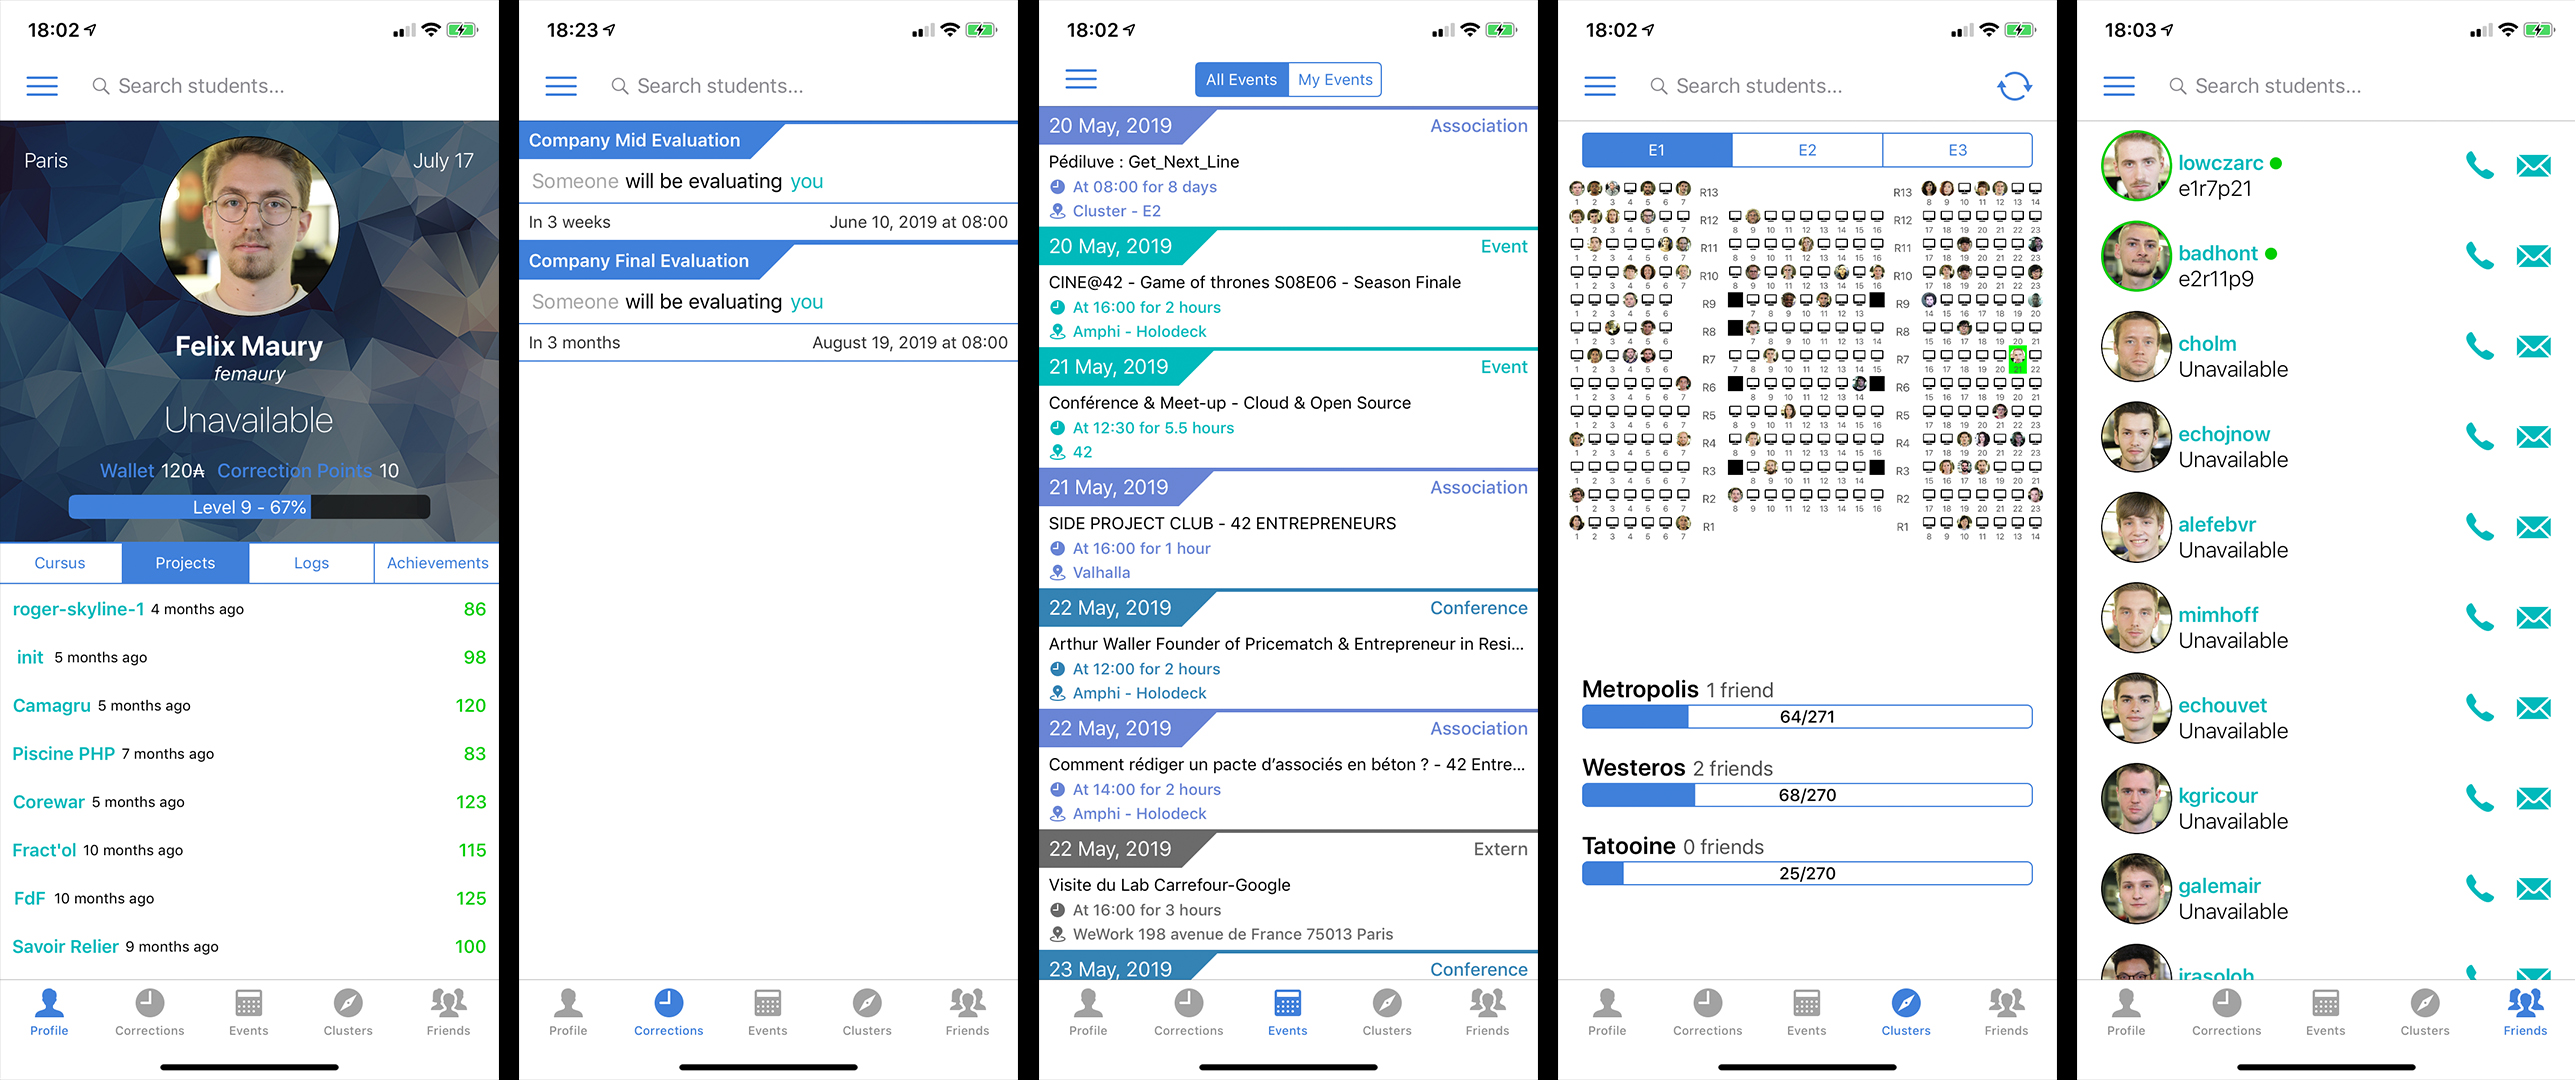 18:02
Search students...
Paris
July 17
Felix Maury
femaury
Unavailable
Wallet 120₳ Correction Points 10
Level 9 - 67%
Cursus Projects Logs Achievements
roger-skyline-1 4 months ago 86
init 5 months ago 98
Camagru 5 months ago 120
Piscine PHP 7 months ago 83
Corewar 5 months ago 123
Fract'ol 10 months ago 115
FdF 10 months ago 125
Savoir Relier 9 months ago 100
Profile Corrections Events Clusters Friends
18:23
Search students...
Company Mid Evaluation
Someone will be evaluating you
In 3 weeks June 10, 2019 at 08:00
Company Final Evaluation
Someone will be evaluating you
In 3 months August 19, 2019 at 08:00
Profile Corrections Events Clusters Friends
18:02
All Events My Events
20 May, 2019 Association
Pédiluve : Get_Next_Line
At 08:00 for 8 days
Cluster - E2
20 May, 2019 Event
CINE@42 - Game of thrones S08E06 - Season Finale
At 16:00 for 2 hours
Amphi - Holodeck
21 May, 2019 Event
Conférence & Meet-up - Cloud & Open Source
At 12:30 for 5.5 hours
42
21 May, 2019 Association
SIDE PROJECT CLUB - 42 ENTREPRENEURS
At 16:00 for 1 hour
Valhalla
22 May, 2019 Conference
Arthur Waller Founder of Pricematch & Entrepreneur in Resi...
At 12:00 for 2 hours
Amphi - Holodeck
22 May, 2019 Association
Comment rédiger un pacte d'associés en béton ? - 42 Entre...
At 14:00 for 2 hours
Amphi - Holodeck
22 May, 2019 Extern
Visite du Lab Carrefour-Google
At 16:00 for 3 hours
WeWork 198 avenue de France 75013 Paris
23 May, 2019 Conference
Profile Corrections Events Clusters Friends
18:02
Search students...
E1 E2 E3
R13 R13
R12 R12
R11 R11
R10 R10
R9 R9
R8 R8
R7 R7
R6 R6
R5 R5
R4 R4
R3 R3
R2 R2
R1 R1
Metropolis 1 friend
64/271
Westeros 2 friends
68/270
Tatooine 0 friends
25/270
Profile Corrections Events Clusters Friends
18:03
Search students...
lowczarc
e1r7p21
badhont
e2r11p9
cholm
Unavailable
echojnow
Unavailable
alefebvr
Unavailable
mimhoff
Unavailable
echouvet
Unavailable
kgricour
Unavailable
galemair
Unavailable
irasoloh
Profile Corrections Events Clusters Friends